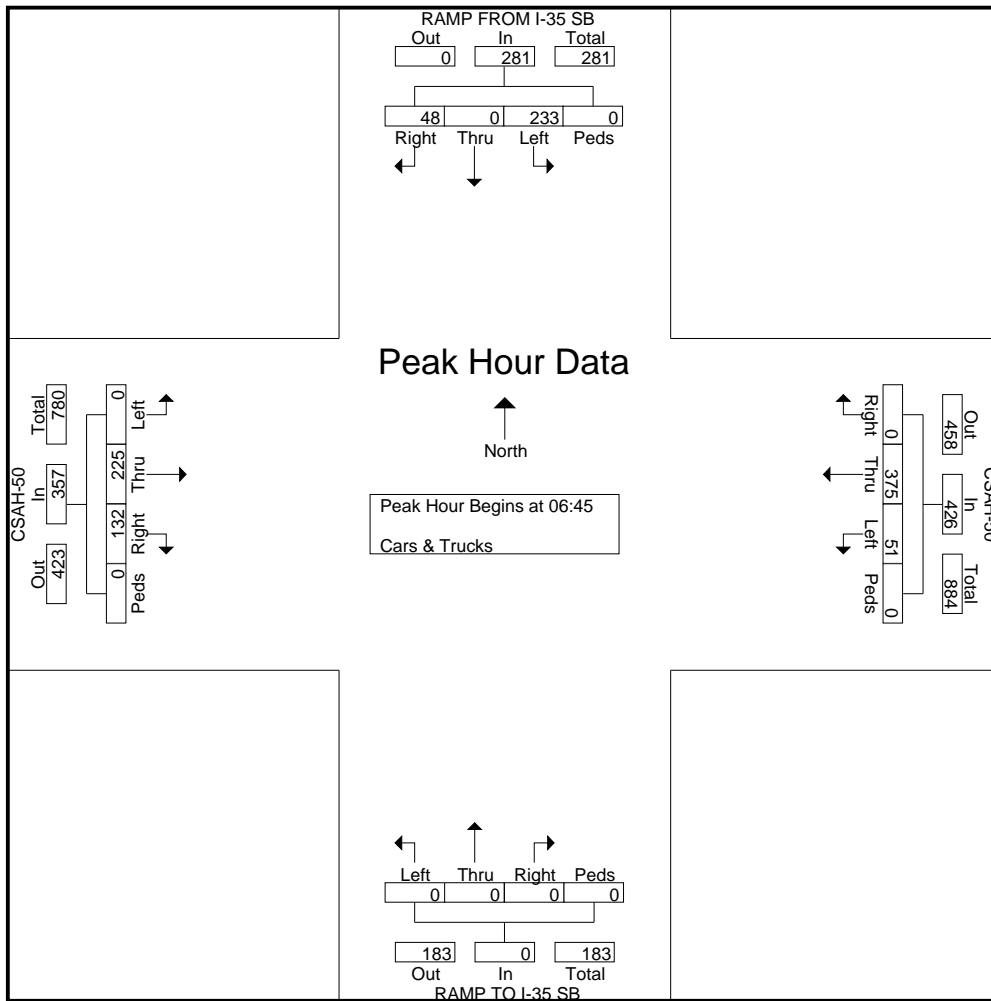 RAMP FROM I-35 SB
Out In Total
0 281 281
48 0 233 0
Right Thru Left Peds
Peak Hour Data
North
Peak Hour Begins at 06:45
Cars & Trucks
CSAH-50
Total In Out
780 357 423
0 225 132 0
Left Thru Right Peds
Right Thru Left Peds
0 375 51 0
Out In Total
458 426 884
CSAH-50
Left Thru Right Peds
0 0 0 0
183 0 183
Out In Total
RAMP TO I-35 SB